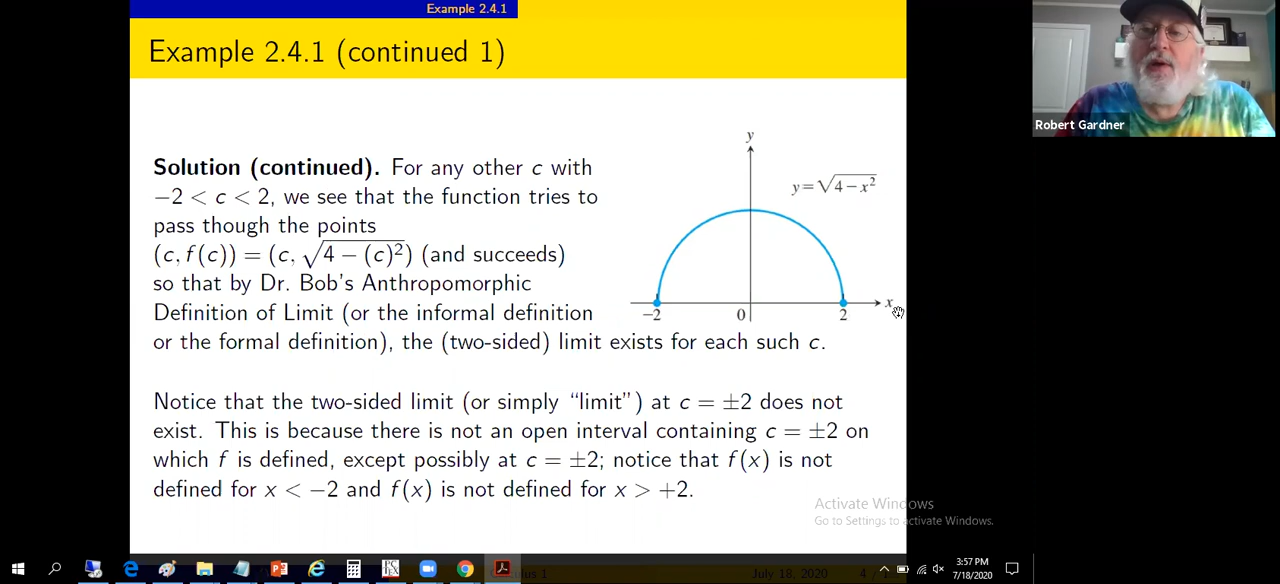 Example 2.4.1
Example 2.4.1 (continued 1)
Solution (continued). For any other c with
−2 < c < 2, we see that the function tries to
pass though the points
(c, f(c)) = (c, √4 − (c)²) (and succeeds)
so that by Dr. Bob's Anthropomorphic
Definition of Limit (or the informal definition
or the formal definition), the (two-sided) limit exists for each such c.
y
y=√4−x²
−2
0
2
x
Notice that the two-sided limit (or simply “limit”) at c = ±2 does not
exist. This is because there is not an open interval containing c = ±2 on
which f is defined, except possibly at c = ±2; notice that f(x) is not
defined for x < −2 and f(x) is not defined for x > +2.
Robert Gardner
Activate Windows
Go to Settings to activate Windows.
July 18, 2020
3:57 PM
7/18/2020